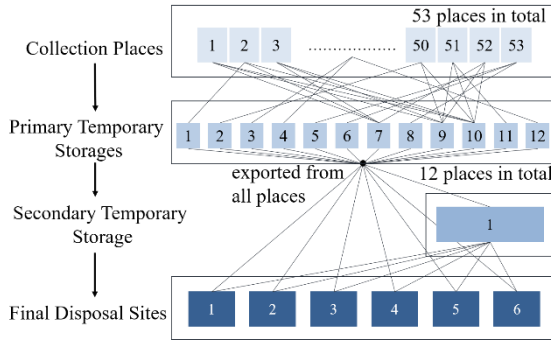 53 places in total
Collection Places
1 2 3 .................... 50 51 52 53
Primary Temporary
Storages
1 2 3 4 5 6 7 8 9 10 11 12
exported from
all places
12 places in total
Secondary Temporary
Storage
1
Final Disposal Sites
1 2 3 4 5 6